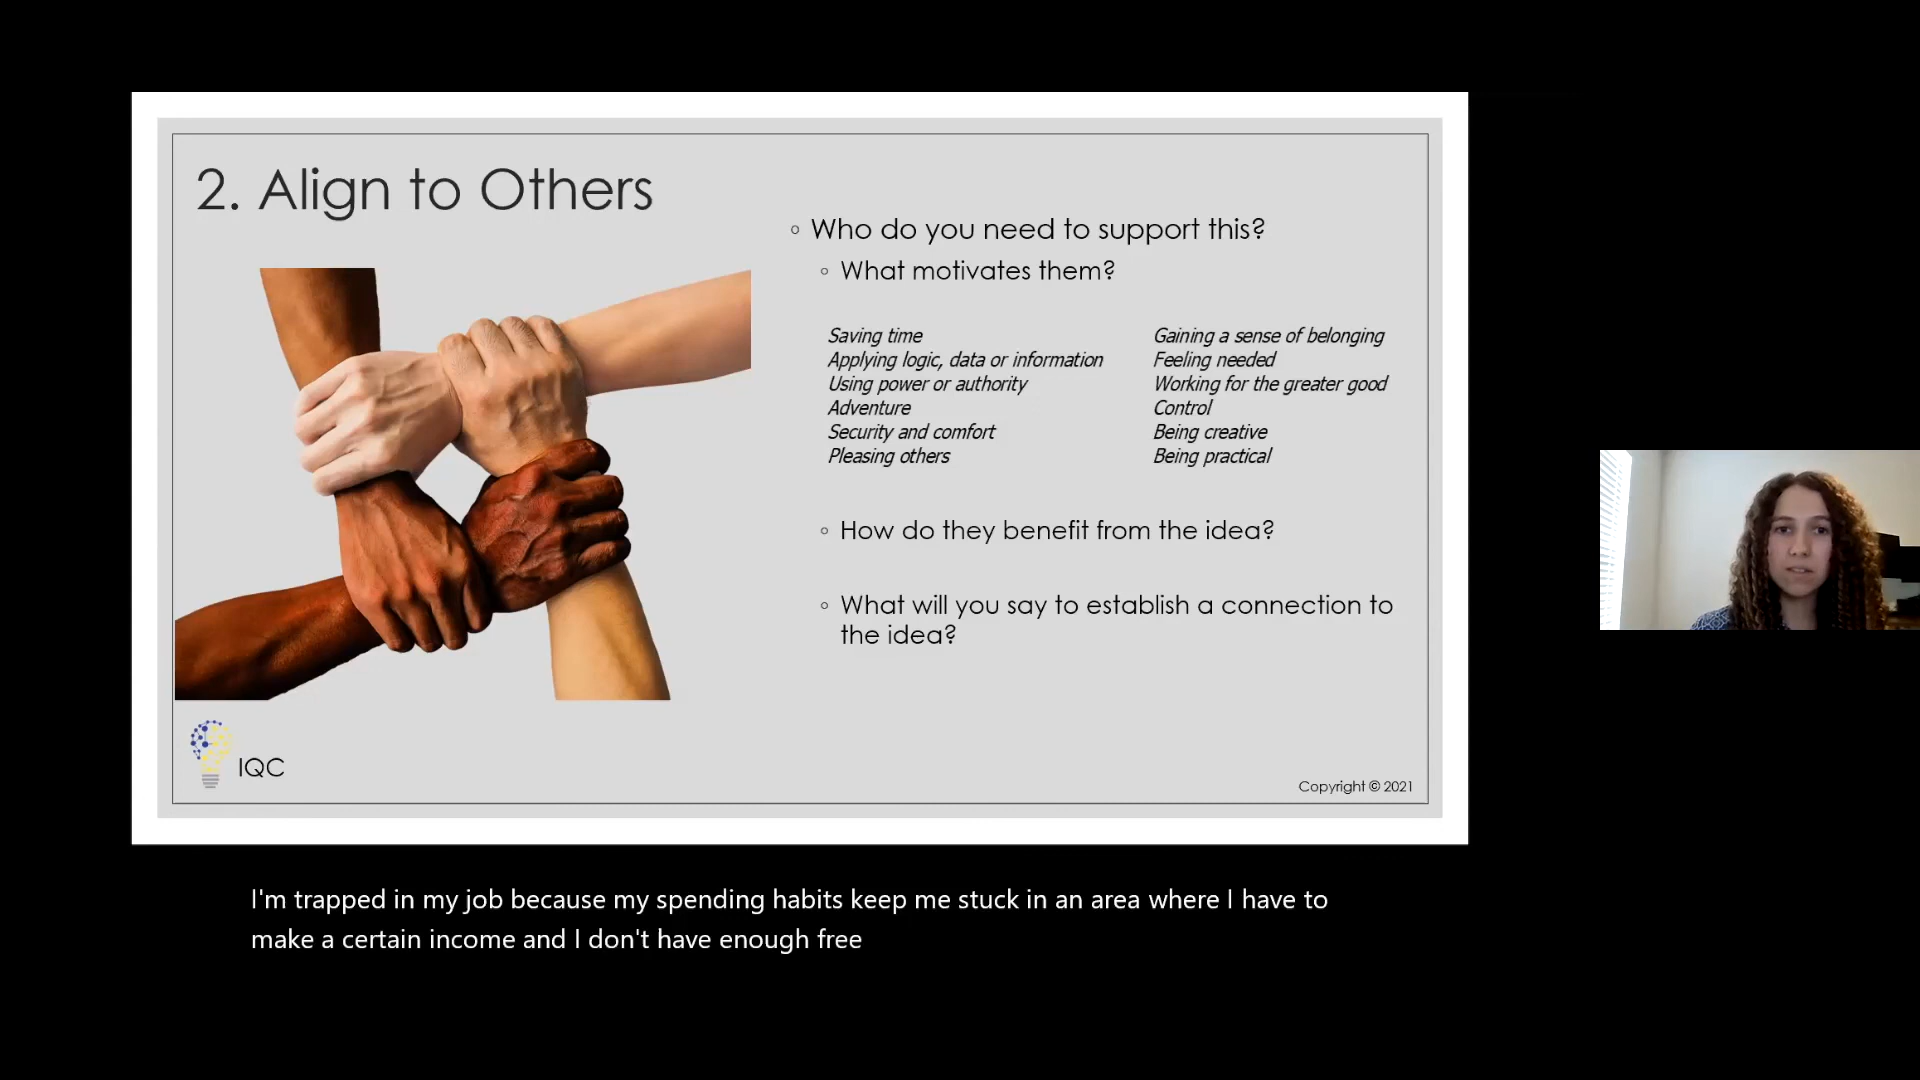 2. Align to Others
◦ Who do you need to support this?
◦ What motivates them?
Saving time
Applying logic, data or information
Using power or authority
Adventure
Security and comfort
Pleasing others
Gaining a sense of belonging
Feeling needed
Working for the greater good
Control
Being creative
Being practical
◦ How do they benefit from the idea?
◦ What will you say to establish a connection to
the idea?
IQC
Copyright © 2021
I'm trapped in my job because my spending habits keep me stuck in an area where I have to
make a certain income and I don't have enough free